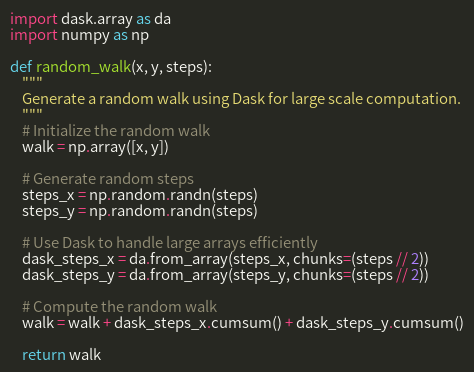 import dask.array as da
import numpy as np

def random_walk(x, y, steps):
    """
    Generate a random walk using Dask for large scale computation.
    """
    # Initialize the random walk
    walk = np.array([x, y])

    # Generate random steps
    steps_x = np.random.randn(steps)
    steps_y = np.random.randn(steps)

    # Use Dask to handle large arrays efficiently
    dask_steps_x = da.from_array(steps_x, chunks=(steps // 2))
    dask_steps_y = da.from_array(steps_y, chunks=(steps // 2))

    # Compute the random walk
    walk = walk + dask_steps_x.cumsum() + dask_steps_y.cumsum()

    return walk